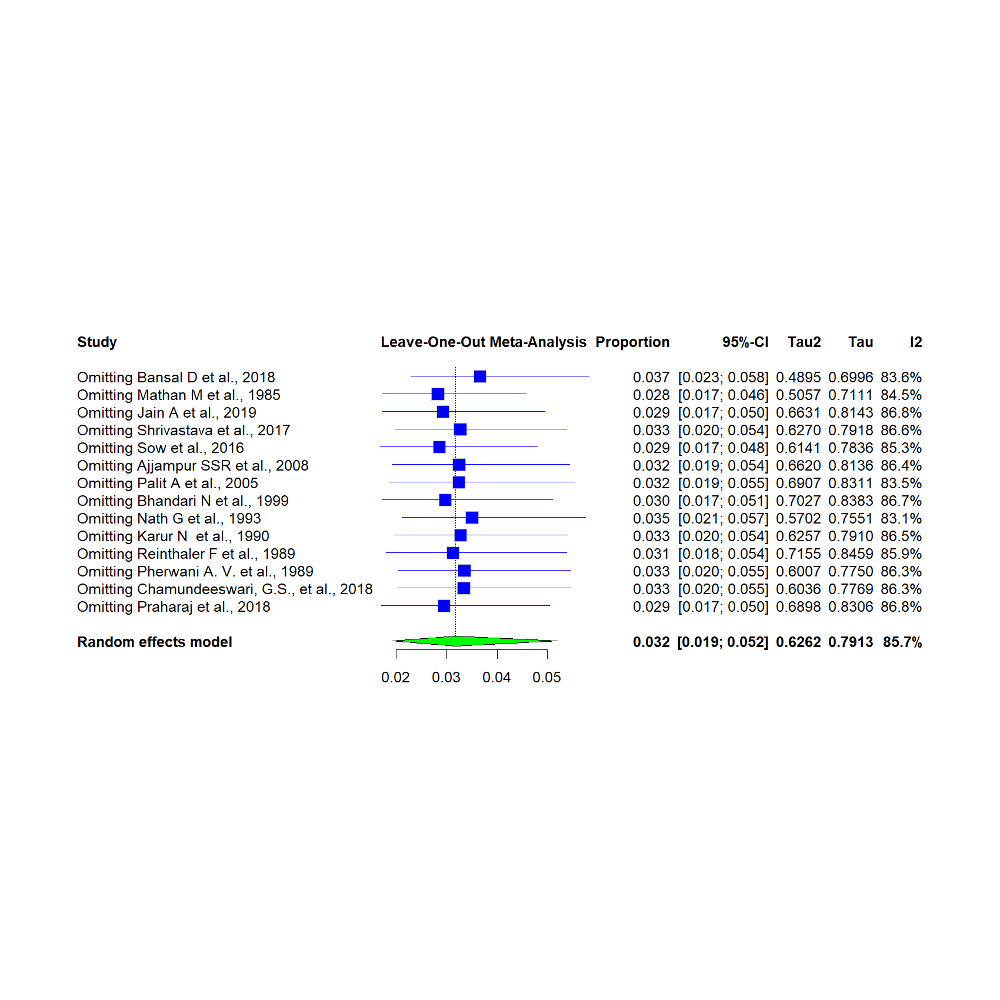 Study Leave-One-Out Meta-Analysis Proportion 95%-CI Tau2 Tau I2
Omitting Bansal D et al., 2018 0.037 [0.023; 0.058] 0.4895 0.6996 83.6%
Omitting Mathan M et al., 1985 0.028 [0.017; 0.046] 0.5057 0.7111 84.5%
Omitting Jain A et al., 2019 0.029 [0.017; 0.050] 0.6631 0.8143 86.8%
Omitting Shrivastava et al., 2017 0.033 [0.020; 0.054] 0.6270 0.7918 86.6%
Omitting Sow et al., 2016 0.029 [0.017; 0.048] 0.6141 0.7836 85.3%
Omitting Ajjampur SSR et al., 2008 0.032 [0.019; 0.054] 0.6620 0.8136 86.4%
Omitting Palit A et al., 2005 0.032 [0.019; 0.055] 0.6907 0.8311 83.5%
Omitting Bhandari N et al., 1999 0.030 [0.017; 0.051] 0.7027 0.8383 86.7%
Omitting Nath G et al., 1993 0.035 [0.021; 0.057] 0.5702 0.7551 83.1%
Omitting Karur N  et al., 1990 0.033 [0.020; 0.054] 0.6257 0.7910 86.5%
Omitting Reinthaler F et al., 1989 0.031 [0.018; 0.054] 0.7155 0.8459 85.9%
Omitting Pherwani A. V. et al., 1989 0.033 [0.020; 0.055] 0.6007 0.7750 86.3%
Omitting Chamundeeswari, G.S., et al., 2018 0.033 [0.020; 0.055] 0.6036 0.7769 86.3%
Omitting Praharaj et al., 2018 0.029 [0.017; 0.050] 0.6898 0.8306 86.8%
Random effects model 0.032 [0.019; 0.052] 0.6262 0.7913 85.7%
0.02 0.03 0.04 0.05